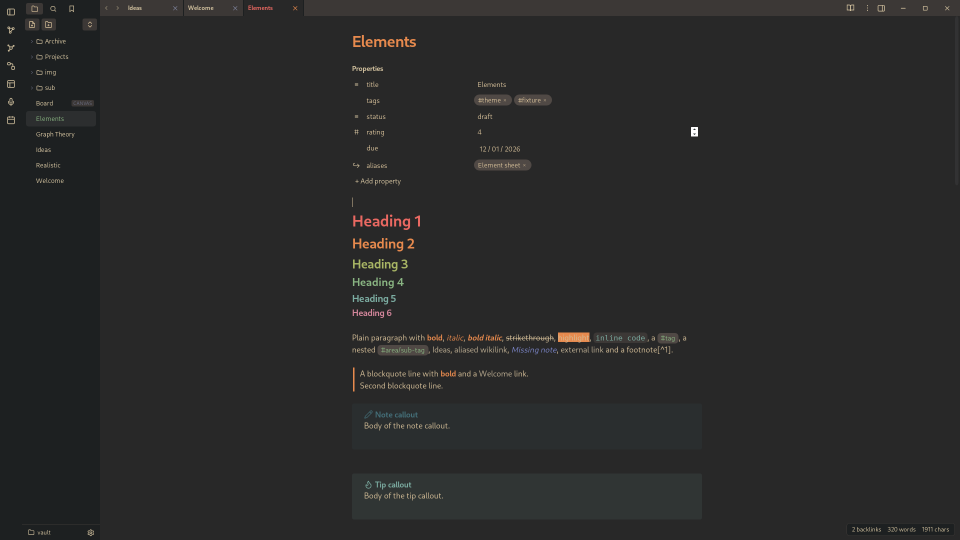 Ideas
Welcome
Elements
Archive
Projects
img
sub
Board CANVAS
Elements
Graph Theory
Ideas
Realistic
Welcome
vault
Elements
Properties
title Elements
tags #theme × #fixture ×
status draft
rating 4
due 12/01/2026
aliases Element sheet ×
+ Add property
Heading 1
Heading 2
Heading 3
Heading 4
Heading 5
Heading 6
Plain paragraph with bold, italic, bold italic, strikethrough, highlight, inline code, a #tag, a
nested #area/sub-tag, Ideas, aliased wikilink, Missing note, external link and a footnote[^1].
A blockquote line with bold and a Welcome link.
Second blockquote line.
Note callout
Body of the note callout.
Tip callout
Body of the tip callout.
2 backlinks 320 words 1911 chars